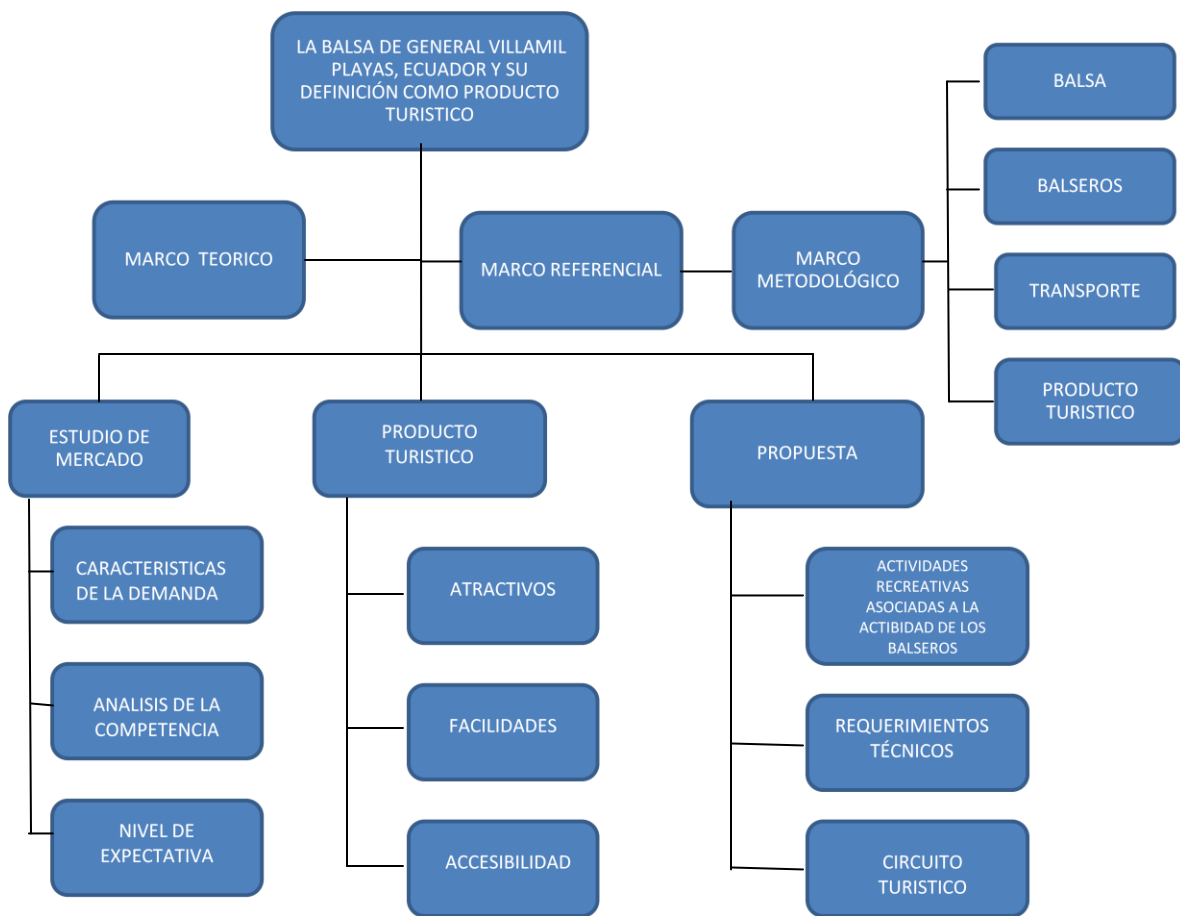 LA BALSA DE GENERAL VILLAMIL
PLAYAS, ECUADOR Y SU
DEFINICIÓN COMO PRODUCTO
TURISTICO
BALSA
BALSEROS
MARCO TEORICO
MARCO REFERENCIAL
MARCO
METODOLÓGICO
TRANSPORTE
PRODUCTO
TURISTICO
ESTUDIO DE
MERCADO
PRODUCTO
TURISTICO
PROPUESTA
CARACTERISTICAS
DE LA DEMANDA
ANALISIS DE LA
COMPETENCIA
NIVEL DE
EXPECTATIVA
ATRACTIVOS
FACILIDADES
ACCESIBILIDAD
ACTIVIDADES
RECREATIVAS
ASOCIADAS A LA
ACTIBIDAD DE LOS
BALSEROS
REQUERIMIENTOS
TÉCNICOS
CIRCUITO
TURISTICO